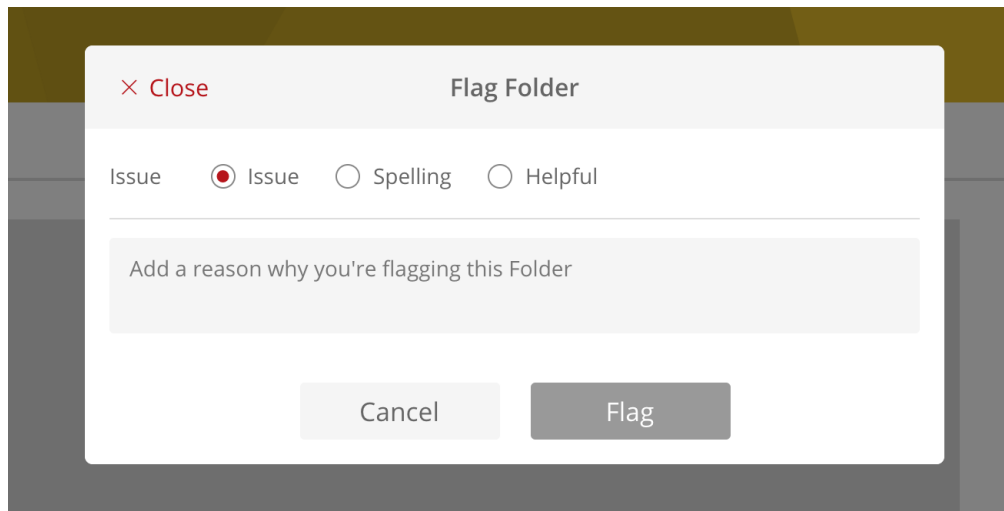 Close Flag Folder
Issue Issue Spelling Helpful
Add a reason why you're flagging this Folder
Cancel Flag